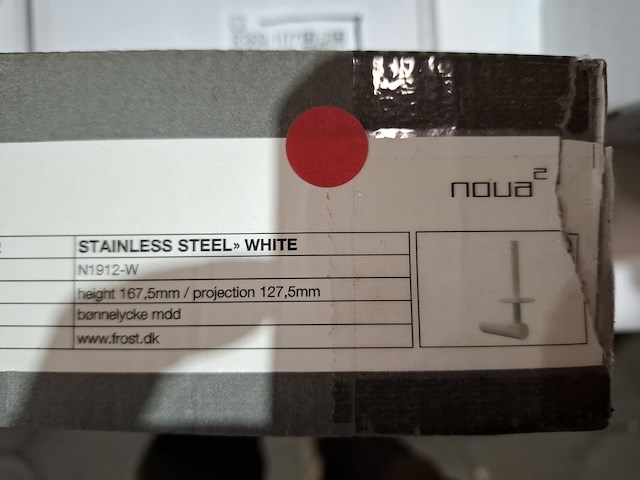 noua²
STAINLESS STEEL» WHITE
N1912-W
height 167,5mm / projection 127,5mm
bønnelycke mdd
www.frost.dk